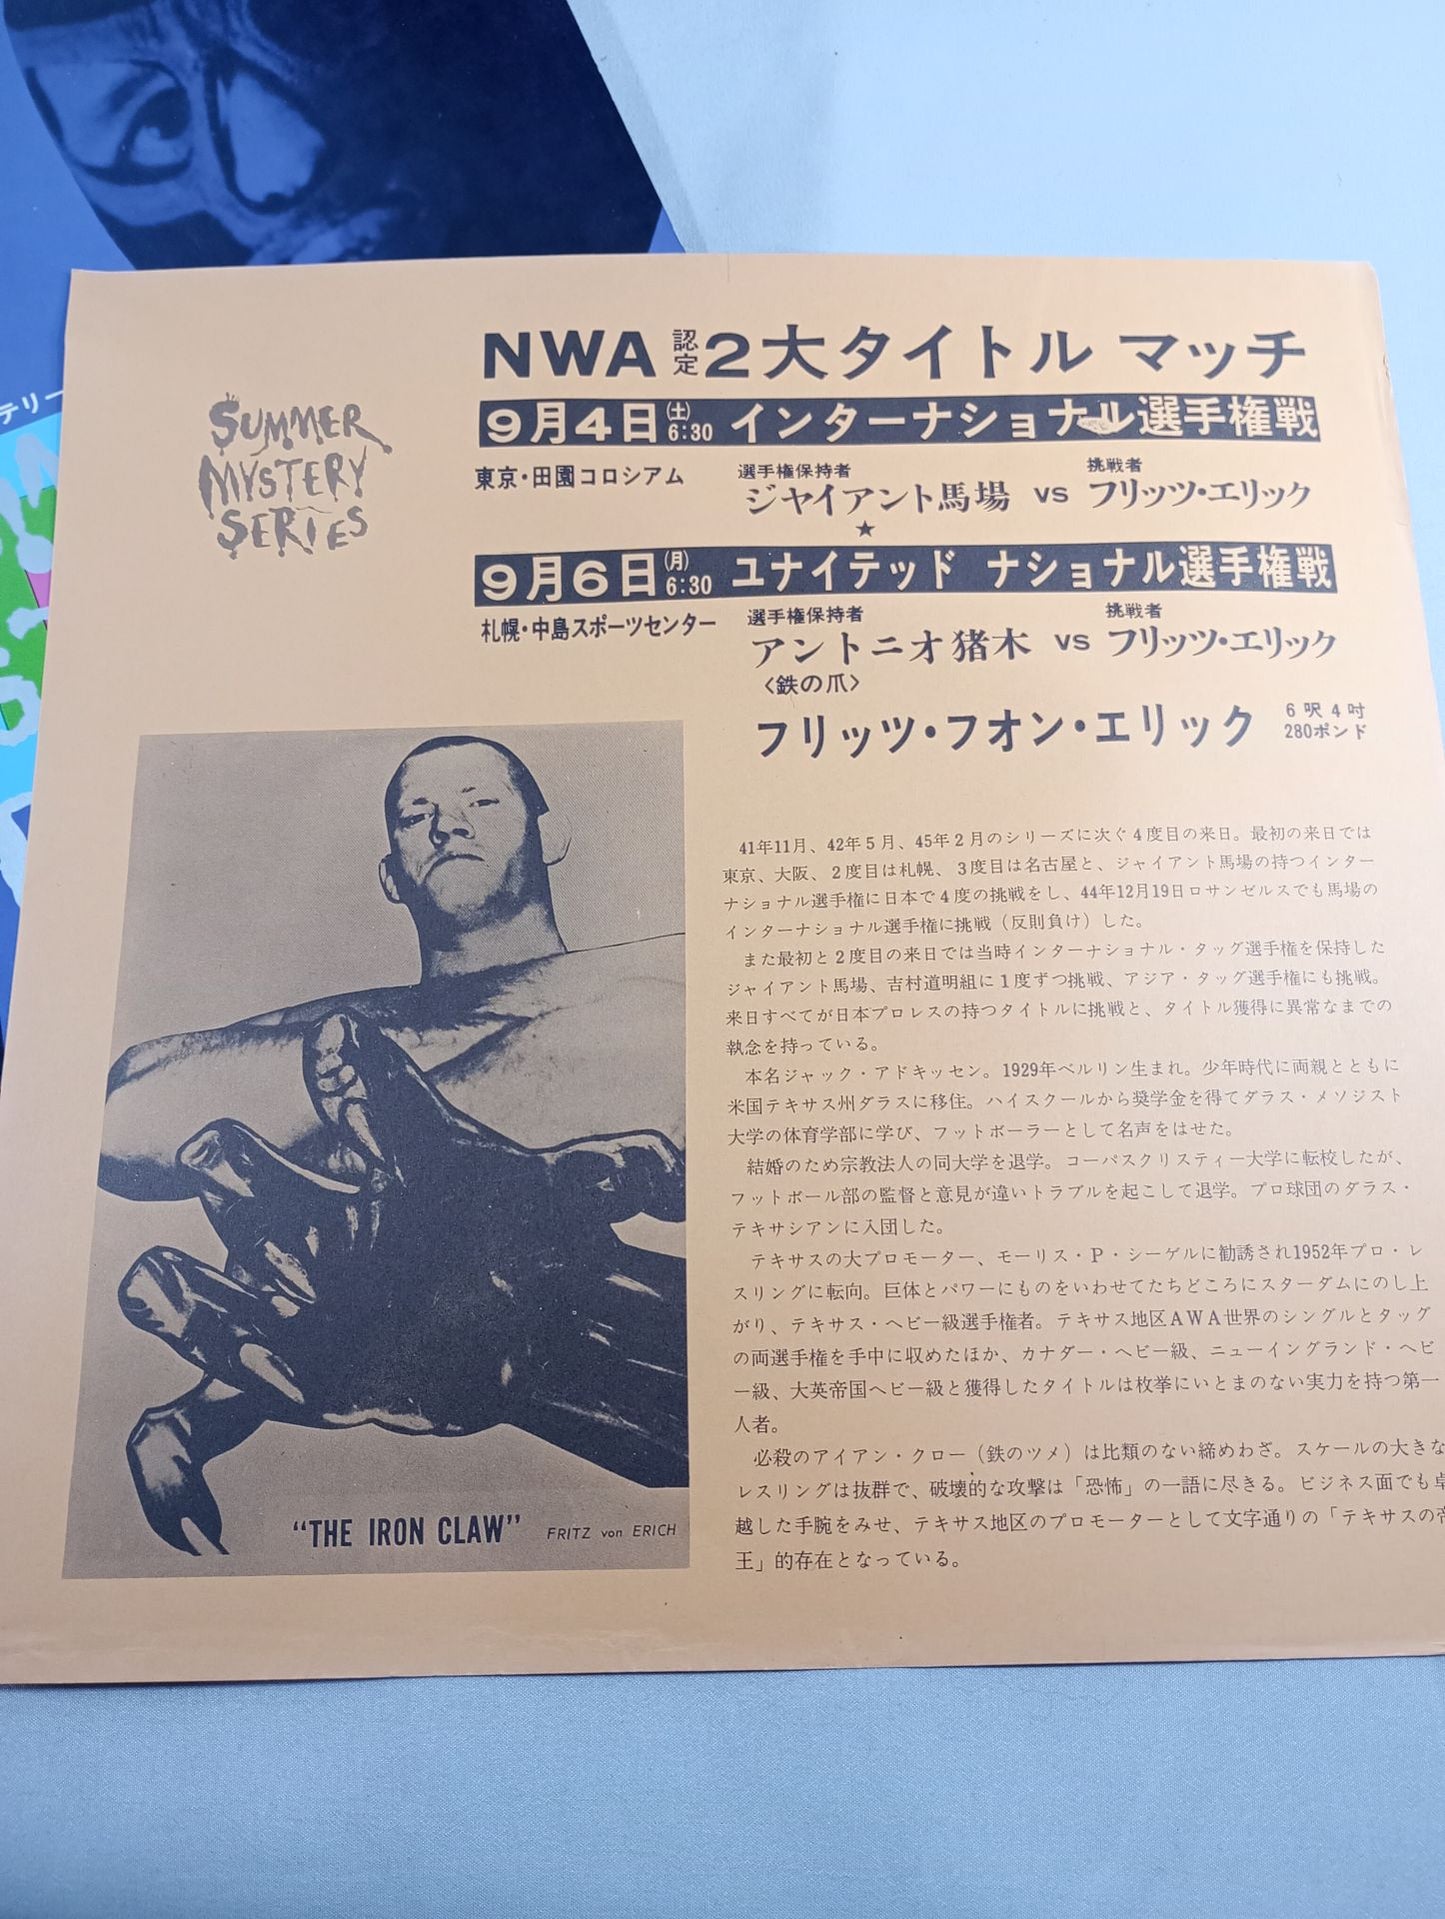 テリー
SUMMER
MYSTERY
SERIES
NWA認定2大タイトル マッチ
9月4日(土)6:30 インターナショナル選手権戦
東京・田園コロシアム
選手権保持者 挑戦者
ジャイアント馬場 vs フリッツ・エリック
★
9月6日(月)6:30 ユナイテッド ナショナル選手権戦
札幌・中島スポーツセンター
選手権保持者 挑戦者
アントニオ猪木 vs フリッツ・エリック
〈鉄の爪〉
フリッツ・フオン・エリック 6呎4吋 280ポンド
41年11月、42年5月、45年2月のシリーズに次ぐ4度目の来日。最初の来日では
東京、大阪、2度目は札幌、3度目は名古屋と、ジャイアント馬場の持つインター
ナショナル選手権に日本で4度の挑戦をし、44年12月19日ロサンゼルスでも馬場の
インターナショナル選手権に挑戦（反則負け）した。
また最初と2度目の来日では当時インターナショナル・タッグ選手権を保持した
ジャイアント馬場、吉村道明組に1度ずつ挑戦、アジア・タッグ選手権にも挑戦。
来日すべてが日本プロレスの持つタイトルに挑戦と、タイトル獲得に異常なまでの
執念を持っている。
本名ジャック・アドキッセン。1929年ベルリン生まれ。少年時代に両親とともに
米国テキサス州ダラスに移住。ハイスクールから奨学金を得てダラス・メソジスト
大学の体育学部に学び、フットボーラーとして名声をはせた。
結婚のため宗教法人の同大学を退学。コーパスクリスティー大学に転校したが、
フットボール部の監督と意見が違いトラブルを起こして退学。プロ球団のダラス・
テキサシアンに入団した。
テキサスの大プロモーター、モーリス・P・シーゲルに勧誘され1952年プロ・レ
スリングに転向。巨体とパワーにものをいわせてたちどころにスターダムにのし上
がり、テキサス・ヘビー級選手権者。テキサス地区AWA世界のシングルとタッグ
の両選手権を手中に収めたほか、カナダー・ヘビー級、ニューイングランド・ヘビ
ー級、大英帝国ヘビー級と獲得したタイトルは枚挙にいとまのない実力を持つ第一
人者。
必殺のアイアン・クロー（鉄のツメ）は比類のない締めわざ。スケールの大きな
レスリングは抜群で、破壊的な攻撃は「恐怖」の一語に尽きる。ビジネス面でも卓
越した手腕をみせ、テキサス地区のプロモーターとして文字通りの「テキサスの帝
王」的存在となっている。
"THE IRON CLAW" FRITZ von ERICH